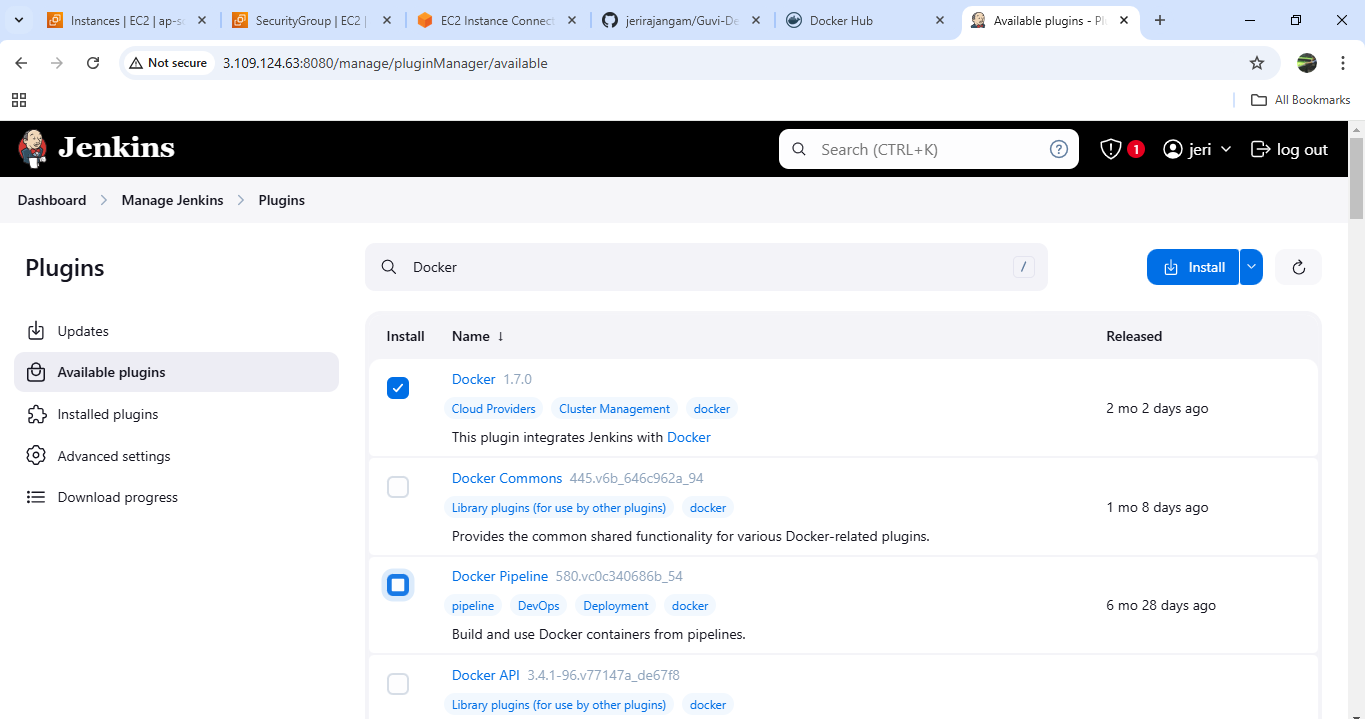 Instances | EC2 | ap-se
SecurityGroup | EC2 |
EC2 Instance Connect
jerirajangam/Guvi-De
Docker Hub
Available plugins - Plu
Not secure
3.109.124.63:8080/manage/pluginManager/available
All Bookmarks
Jenkins
Search (CTRL+K)
?
1
jeri
log out
Dashboard
Manage Jenkins
Plugins
Plugins
Docker
/
Install
Updates
Available plugins
Installed plugins
Advanced settings
Download progress
Install
Name ↓
Released
Docker 1.7.0
Cloud Providers
Cluster Management
docker
This plugin integrates Jenkins with Docker
2 mo 2 days ago
Docker Commons 445.v6b_646c962a_94
Library plugins (for use by other plugins)
docker
Provides the common shared functionality for various Docker-related plugins.
1 mo 8 days ago
Docker Pipeline 580.vc0c340686b_54
pipeline
DevOps
Deployment
docker
Build and use Docker containers from pipelines.
6 mo 28 days ago
Docker API 3.4.1-96.v77147a_de67f8
Library plugins (for use by other plugins)
docker